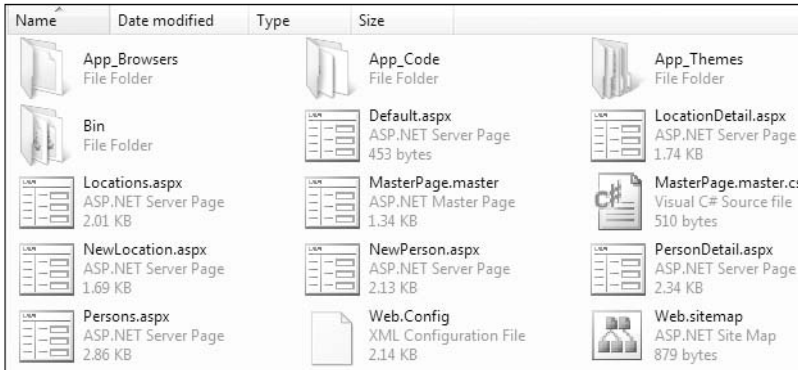 Name Date modified Type Size
App_Browsers
File Folder
App_Code
File Folder
App_Themes
File Folder
Bin
File Folder
Default.aspx
ASP.NET Server Page
453 bytes
LocationDetail.aspx
ASP.NET Server Page
1.74 KB
Locations.aspx
ASP.NET Server Page
2.01 KB
MasterPage.master
ASP.NET Master Page
1.34 KB
MasterPage.master.cs
Visual C# Source file
510 bytes
NewLocation.aspx
ASP.NET Server Page
1.69 KB
NewPerson.aspx
ASP.NET Server Page
2.13 KB
PersonDetail.aspx
ASP.NET Server Page
2.34 KB
Persons.aspx
ASP.NET Server Page
2.86 KB
Web.Config
XML Configuration File
2.14 KB
Web.sitemap
ASP.NET Site Map
879 bytes